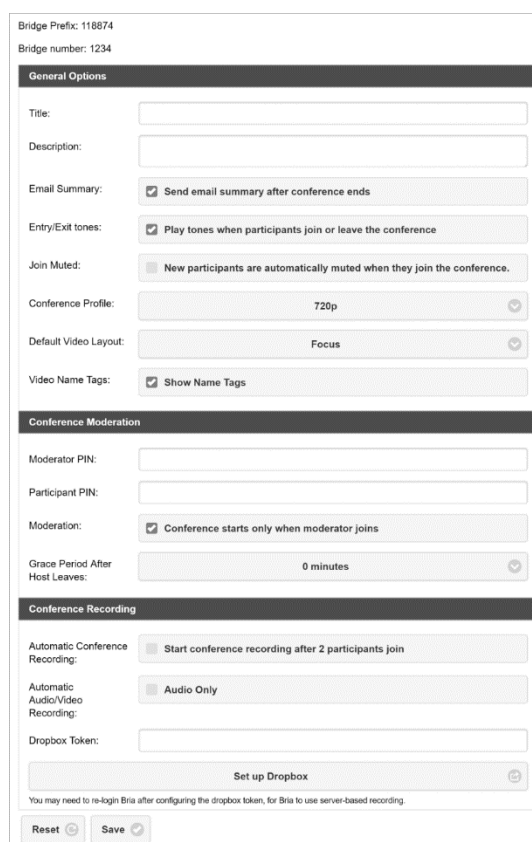 Bridge Prefix: 118874
Bridge number: 1234
General Options
Title:
Description:
Email Summary: Send email summary after conference ends
Entry/Exit tones: Play tones when participants join or leave the conference
Join Muted: New participants are automatically muted when they join the conference.
Conference Profile: 720p
Default Video Layout: Focus
Video Name Tags: Show Name Tags
Conference Moderation
Moderator PIN:
Participant PIN:
Moderation: Conference starts only when moderator joins
Grace Period After
Host Leaves:
0 minutes
Conference Recording
Automatic Conference
Recording:
Start conference recording after 2 participants join
Automatic
Audio/Video
Recording:
Audio Only
Dropbox Token:
Set up Dropbox
You may need to re-login Bria after configuring the dropbox token, for Bria to use server-based recording.
Reset Save